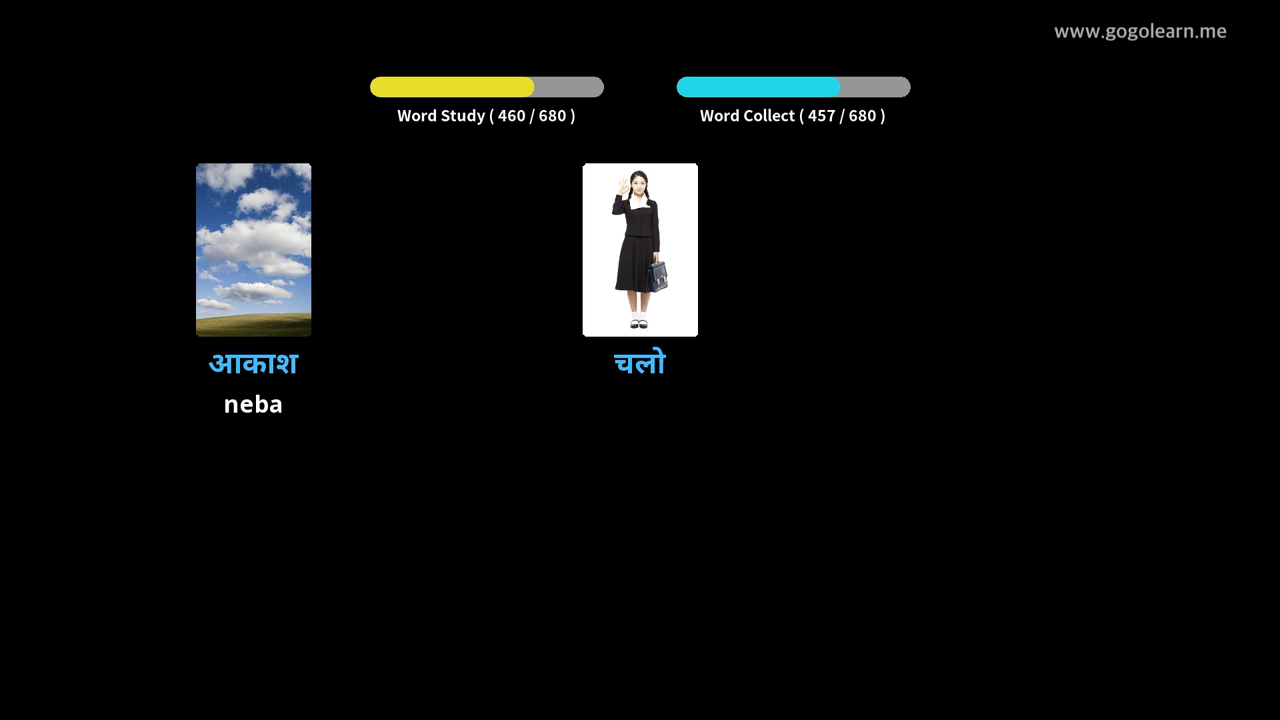 www.gogolearn.me
Word Study ( 460 / 680 )
Word Collect ( 457 / 680 )
आकाश
चलो
neba